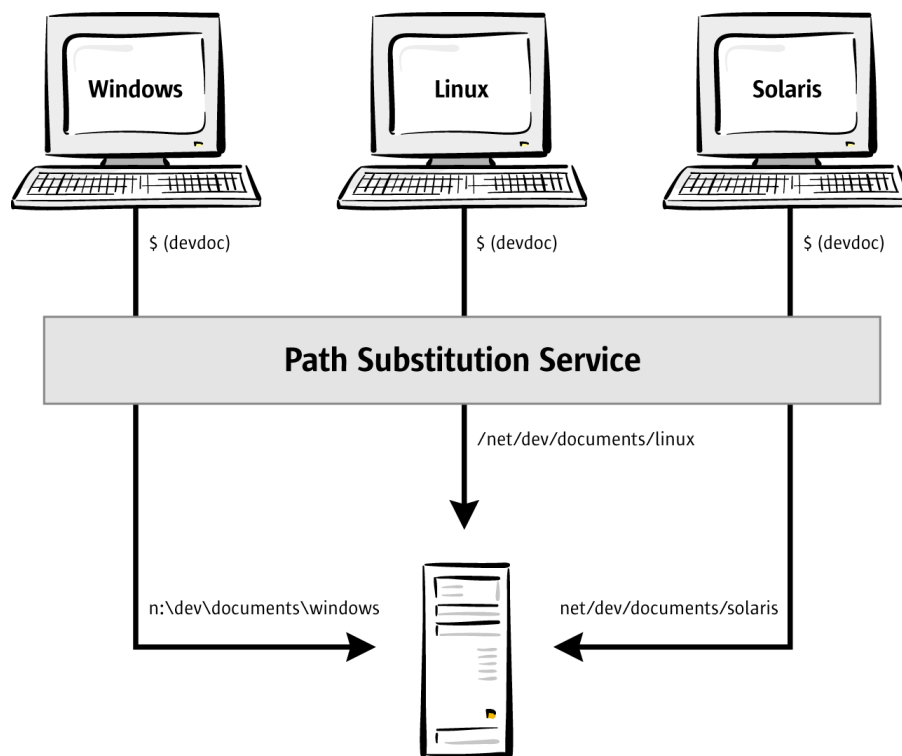 Windows
Linux
Solaris
$ (devdoc)
$ (devdoc)
$ (devdoc)
Path Substitution Service
/net/dev/documents/linux
n:\dev\documents\windows
net/dev/documents/solaris